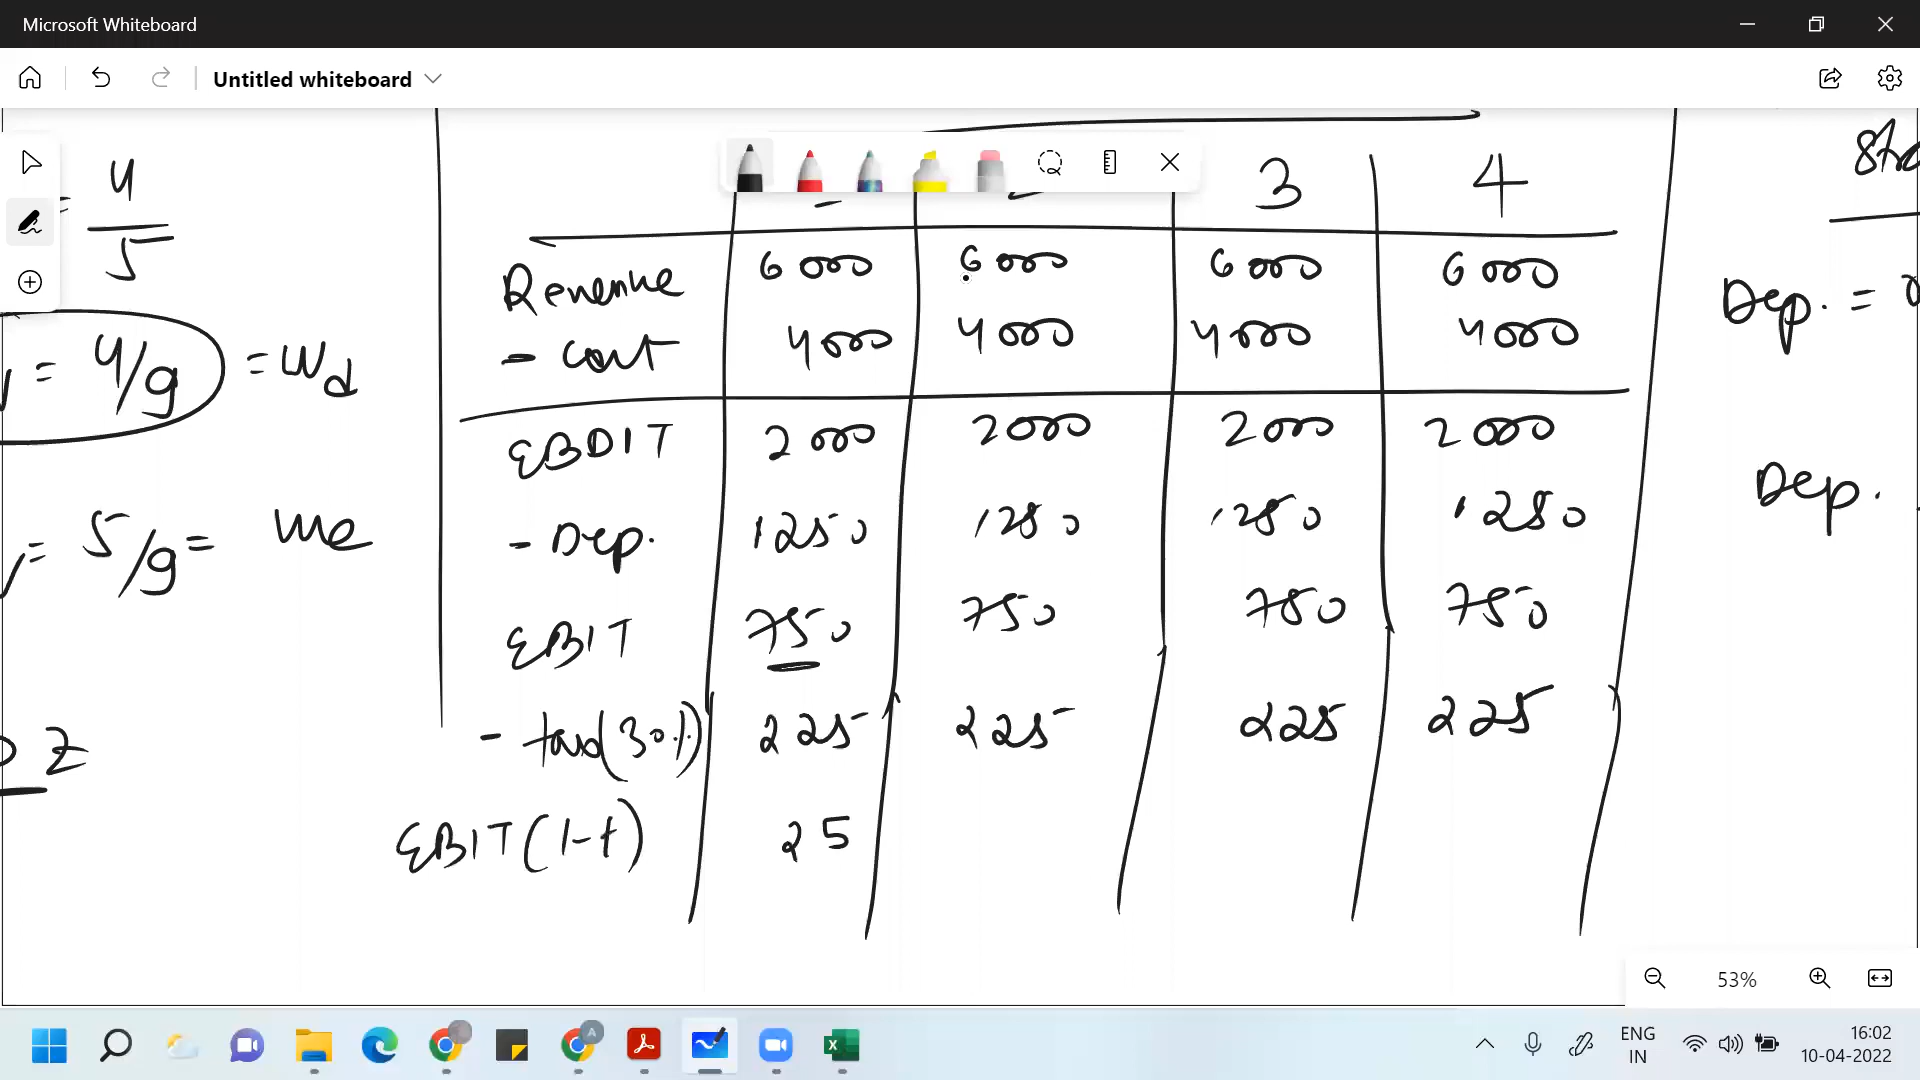 Microsoft Whiteboard
Untitled whiteboard
3 4
= 4
5
Revenue 6000 6000 6000 6000
- Cost 4000 4000 4000 4000
EBDIT 2000 2000 2000 2000
- Dep. 1250 1250 1250 1250
EBIT 750 750 750 750
- tax(30%) 225 225 225 225
EBIT(1-t) 25
= 4/9 = Wd
= 5/9 = We
Dep. =
Dep.
53%
ENG
IN
16:02
10-04-2022